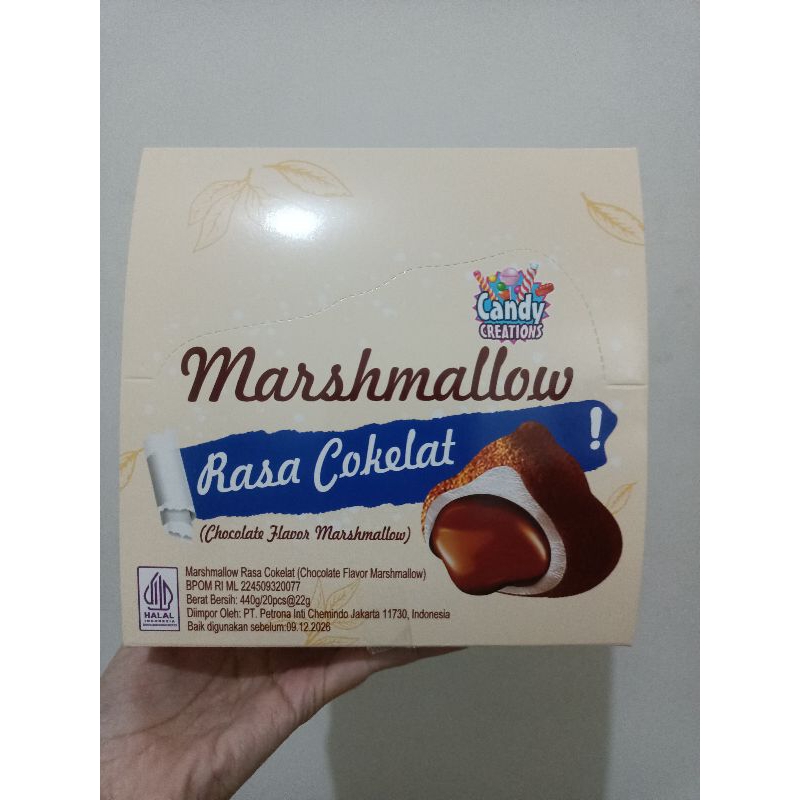 Candy
CREATIONS
Marshmallow
Rasa Cokelat !
(Chocolate Flavor Marshmallow)
Marshmallow Rasa Cokelat (Chocolate Flavor Marshmallow)
BPOM RI ML 224509320077
Berat Bersih: 440g/20pcs@22g
Diimpor Oleh: PT. Petrona Inti Chemindo Jakarta 11730, Indonesia
Baik digunakan sebelum:09.12.2026
HALAL
INDONESIA